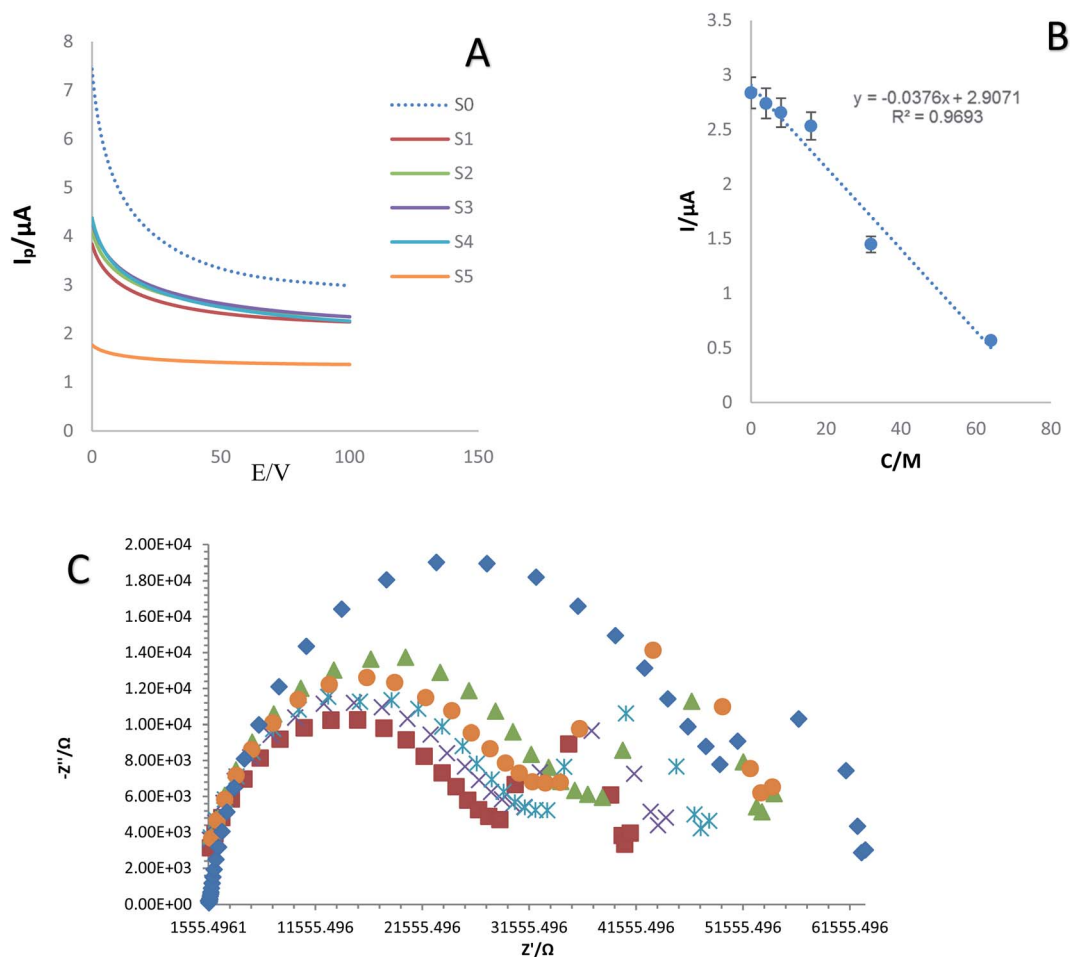 A
8
7
6
5
4
3
2
1
0
Iₚ/μA
0 50 100 150
E/V
S0
S1
S2
S3
S4
S5
B
3.5
3
2.5
2
1.5
1
0.5
0
I/μA
y = -0.0376x + 2.9071
R² = 0.9693
0 20 40 60 80
C/M
C
2.00E+04
1.80E+04
1.60E+04
1.40E+04
1.20E+04
1.00E+04
8.00E+03
6.00E+03
4.00E+03
2.00E+03
0.00E+00
-Z''/Ω
1555.4961 11555.496 21555.496 31555.496 41555.496 51555.496 61555.496
Z'/Ω